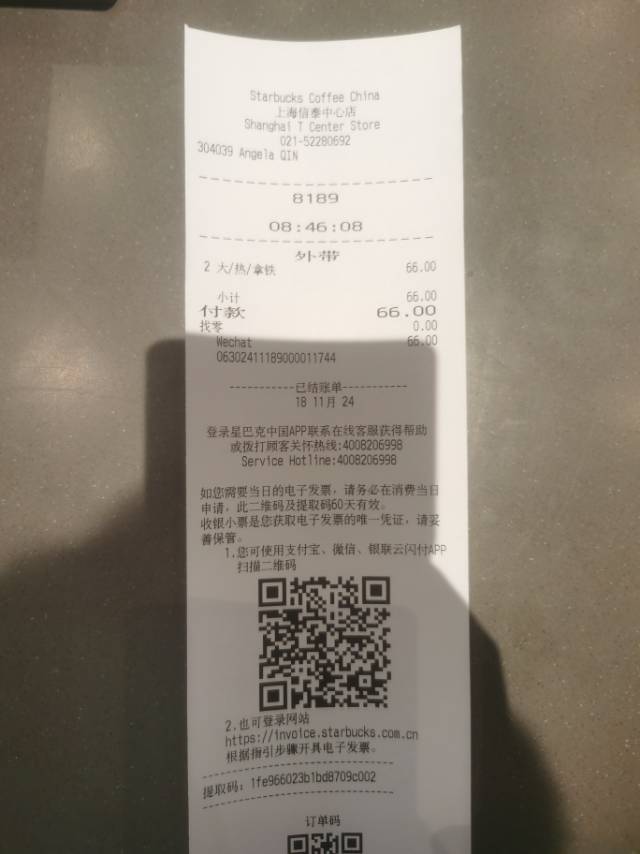 Starbucks Coffee China
上海信泰中心店
Shanghai T Center Store
021-52280692
304039 Angela QIN
8189
08:46:08
外带
2 大/热/拿铁 66.00
小计 66.00
付款 66.00
找零 0.00
Wechat 66.00
06302411189000011744
-----------已结账单-----------
18 11月 24
登录星巴克中国APP联系在线客服获得帮助
或拨打顾客关怀热线:4008206998
Service Hotline:4008206998
如您需要当日的电子发票，请务必在消费当日
申请，此二维码及提取码60天有效。
收银小票是您获取电子发票的唯一凭证，请妥
善保管。
1.您可使用支付宝、微信、银联云闪付APP
扫描二维码
2.也可登录网站
https://invoice.starbucks.com.cn
根据指引步骤开具电子发票。
提取码：1fe966023b1bd8709c002
订单码